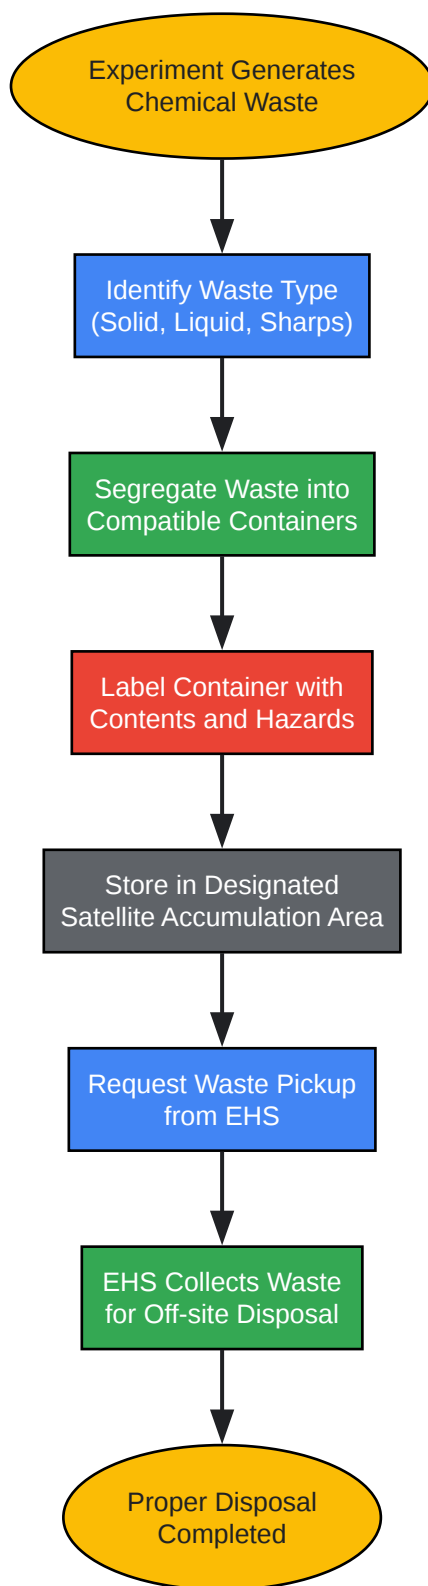 Experiment Generates
Chemical Waste
Identify Waste Type
(Solid, Liquid, Sharps)
Segregate Waste into
Compatible Containers
Label Container with
Contents and Hazards
Store in Designated
Satellite Accumulation Area
Request Waste Pickup
from EHS
EHS Collects Waste
for Off-site Disposal
Proper Disposal
Completed